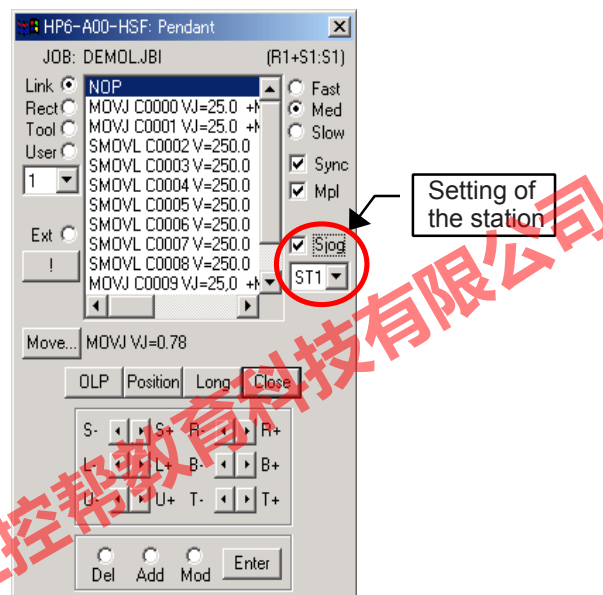 HP6-A00-HSF: Pendant
JOB: DEMOL.JBI (R1+S1:S1)
Link
Rect
Tool
User
1
Ext
!
NOP
MOVJ C0000 VJ=25.0 +
MOVJ C0001 VJ=25.0 +
SMOVL C0002 V=250.0
SMOVL C0003 V=250.0
SMOVL C0004 V=250.0
SMOVL C0005 V=250.0
SMOVL C0006 V=250.0
SMOVL C0007 V=250.0
SMOVL C0008 V=250.0
MOVJ C0009 VJ=25,0 +
Fast
Med
Slow
Sync
Mpl
Sjog
ST1
Setting of
the station
Move... MOVJ VJ=0.78
OLP Position Long Close
S- S+ R- R+
L- L+ B- B+
U- U+ T- T+
Del Add Mod Enter
控帮教育科技有限公司